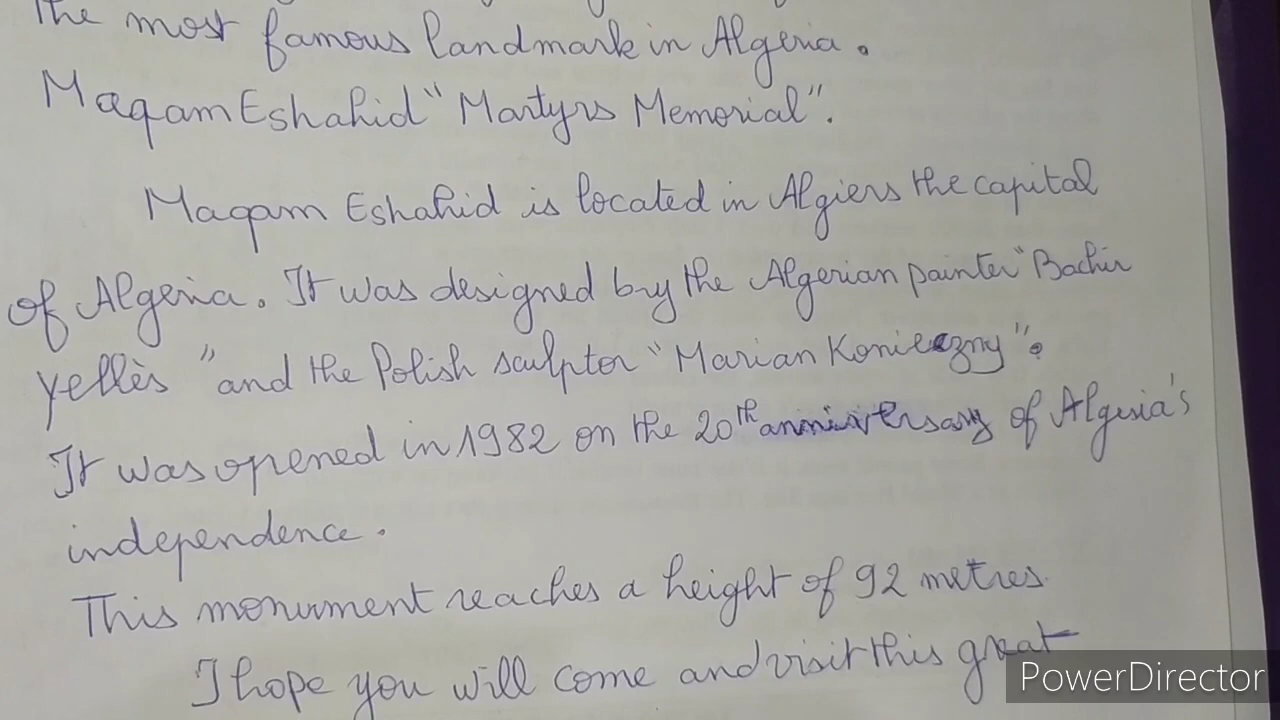 The most famous landmark in Algeria.
Maqam Eshahid "Martyrs Memorial".
Maqam Eshahid is located in Algiers the capital
of Algeria. It was designed by the Algerian painter "Bachir
Yellès" and the Polish sculptor "Marian Konieczny".
It was opened in 1982 on the 20th anniversary of Algeria's
independence.
This monument reaches a height of 92 metres.
I hope you will come and visit this great
PowerDirector